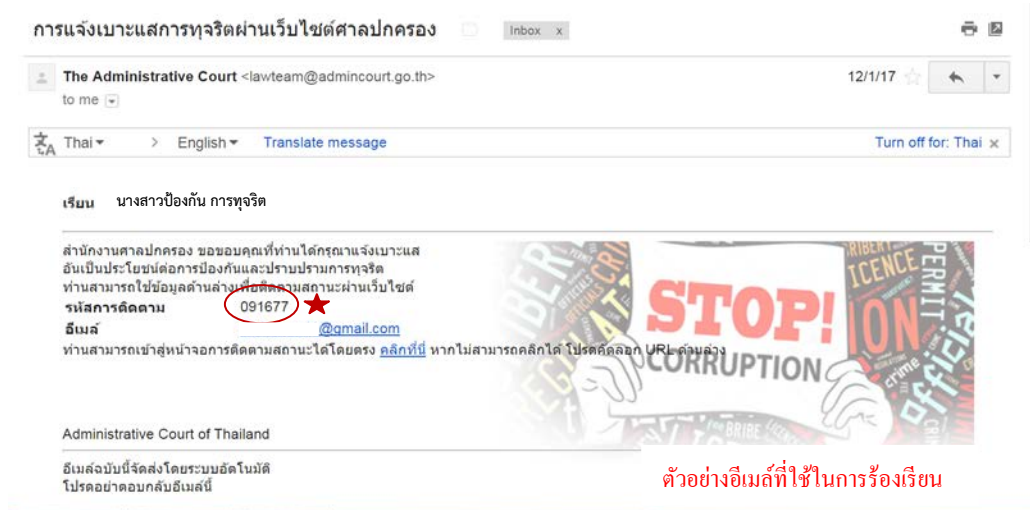 การแจ้งเบาะแสการทุจริตผ่านเว็บไซต์ศาลปกครอง Inbox x
The Administrative Court <lawteam@admincourt.go.th> 12/1/17
to me
Thai > English Translate message Turn off for: Thai x
เรียน นางสาวป้องกัน การทุจริต
สำนักงานศาลปกครอง ขอขอบคุณที่ท่านได้กรุณาแจ้งเบาะแส
อันเป็นประโยชน์ต่อการป้องกันและปราบปรามการทุจริต
ท่านสามารถใช้ข้อมูลด้านล่างเพื่อติดตามสถานะผ่านเว็บไซต์
รหัสการติดตาม 091677
อีเมล์ @gmail.com
ท่านสามารถเข้าสู่หน้าจอการติดตามสถานะได้โดยตรง คลิกที่นี่ หากไม่สามารถคลิกได้ โปรดคัดลอก URL ด้านล่าง
STOP!
CORRUPTION
BRIBERY
LICENCE
PERMIT
ION
official
crime
BRIBE
Administrative Court of Thailand
อีเมล์ฉบับนี้จัดส่งโดยระบบอัตโนมัติ
โปรดอย่าตอบกลับอีเมล์นี้
ตัวอย่างอีเมล์ที่ใช้ในการร้องเรียน